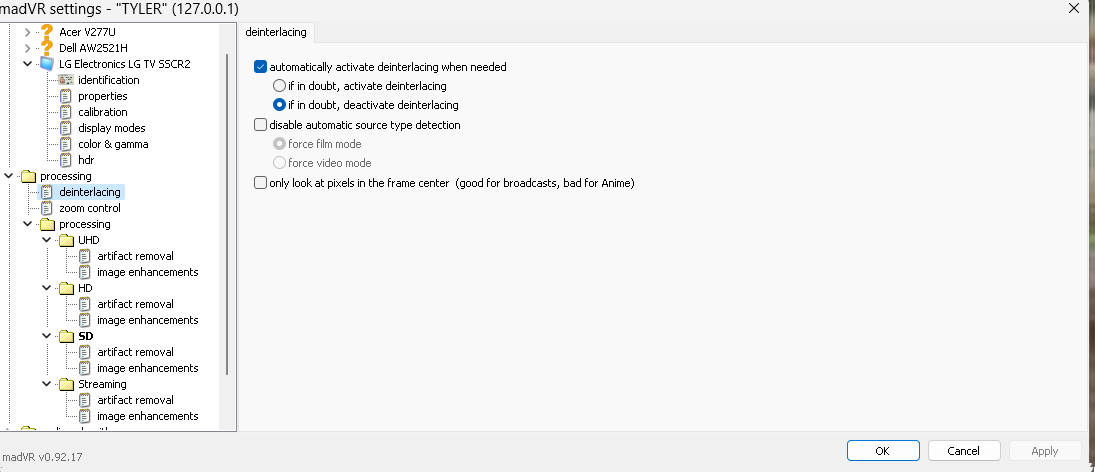 madVR settings - "TYLER" (127.0.0.1)
Acer V277U
Dell AW2521H
LG Electronics LG TV SSCR2
identification
properties
calibration
display modes
color & gamma
hdr
processing
deinterlacing
zoom control
processing
UHD
artifact removal
image enhancements
HD
artifact removal
image enhancements
SD
artifact removal
image enhancements
Streaming
artifact removal
image enhancements
deinterlacing
automatically activate deinterlacing when needed
if in doubt, activate deinterlacing
if in doubt, deactivate deinterlacing
disable automatic source type detection
force film mode
force video mode
only look at pixels in the frame center (good for broadcasts, bad for Anime)
madVR v0.92.17
OK
Cancel
Apply